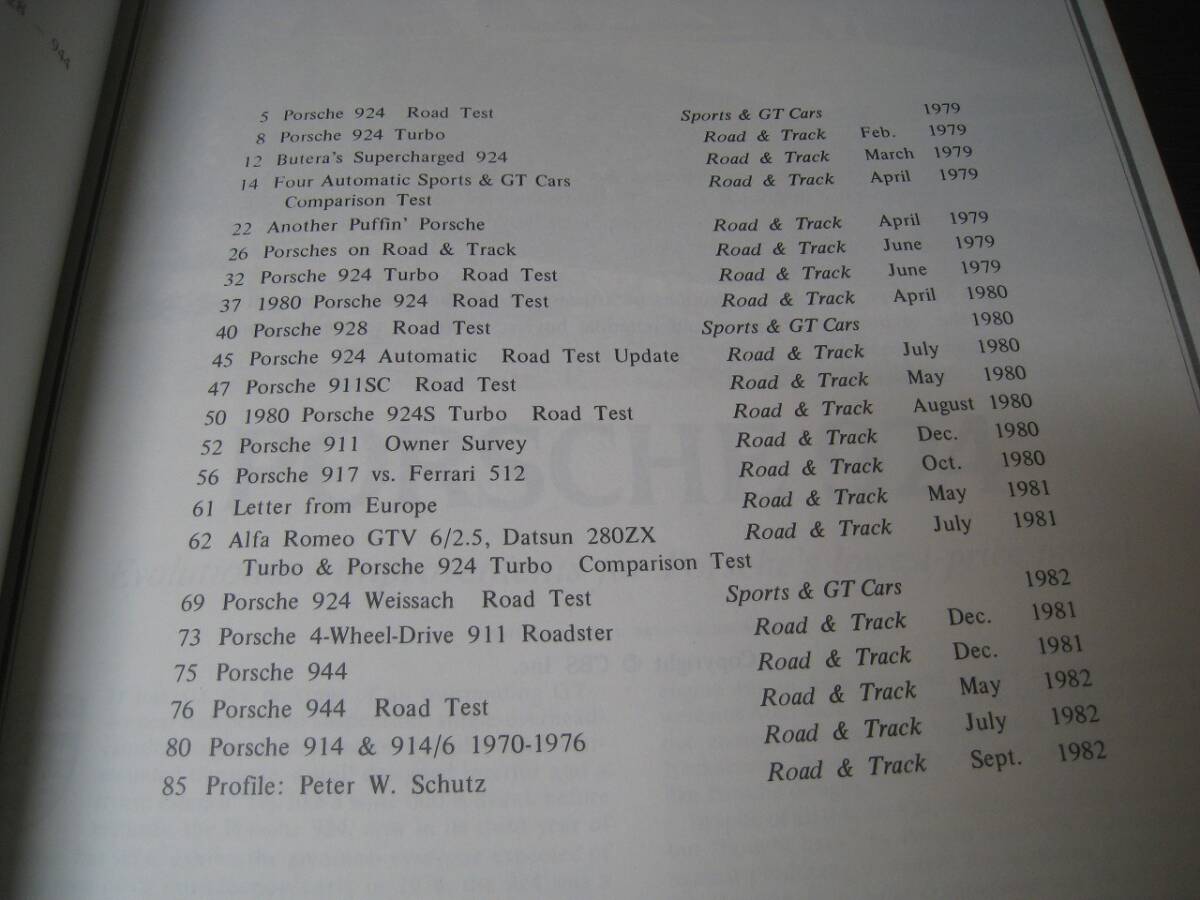 944
5 Porsche 924 Road Test Sports & GT Cars 1979
8 Porsche 924 Turbo Road & Track Feb. 1979
12 Butera's Supercharged 924 Road & Track March 1979
14 Four Automatic Sports & GT Cars Road & Track April 1979
Comparison Test
22 Another Puffin' Porsche Road & Track April 1979
26 Porsches on Road & Track Road & Track June 1979
32 Porsche 924 Turbo Road Test Road & Track June 1979
37 1980 Porsche 924 Road Test Road & Track April 1980
40 Porsche 928 Road Test Sports & GT Cars 1980
45 Porsche 924 Automatic Road Test Update Road & Track July 1980
47 Porsche 911SC Road Test Road & Track May 1980
50 1980 Porsche 924S Turbo Road Test Road & Track August 1980
52 Porsche 911 Owner Survey Road & Track Dec. 1980
56 Porsche 917 vs. Ferrari 512 Road & Track Oct. 1980
61 Letter from Europe Road & Track May 1981
62 Alfa Romeo GTV 6/2.5, Datsun 280ZX Road & Track July 1981
Turbo & Porsche 924 Turbo Comparison Test
69 Porsche 924 Weissach Road Test Sports & GT Cars 1982
73 Porsche 4-Wheel-Drive 911 Roadster Road & Track Dec. 1981
75 Porsche 944 Road & Track Dec. 1981
76 Porsche 944 Road Test Road & Track May 1982
80 Porsche 914 & 914/6 1970-1976 Road & Track July 1982
85 Profile: Peter W. Schutz Road & Track Sept. 1982